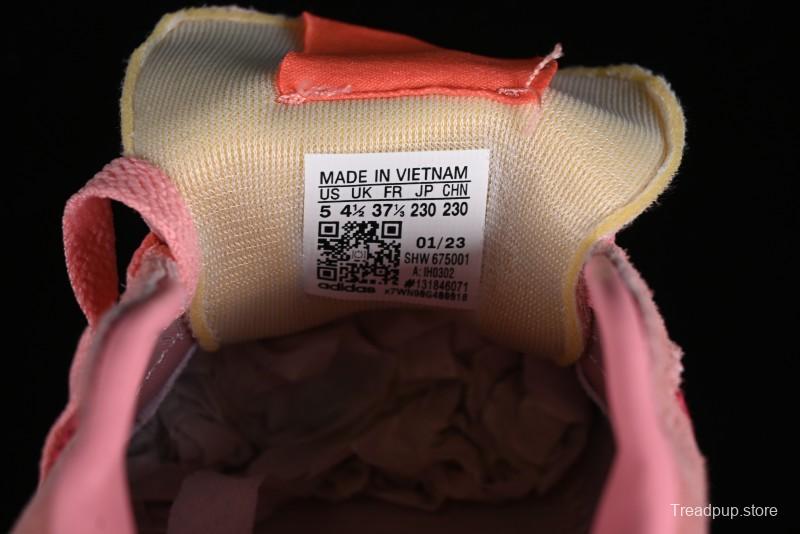 MADE IN VIETNAM
US UK FR JP CHN
5 4½ 37⅓ 230 230
01/23
SHW 675001
A: IH0302
#131846071
adidas
Treadpup.store